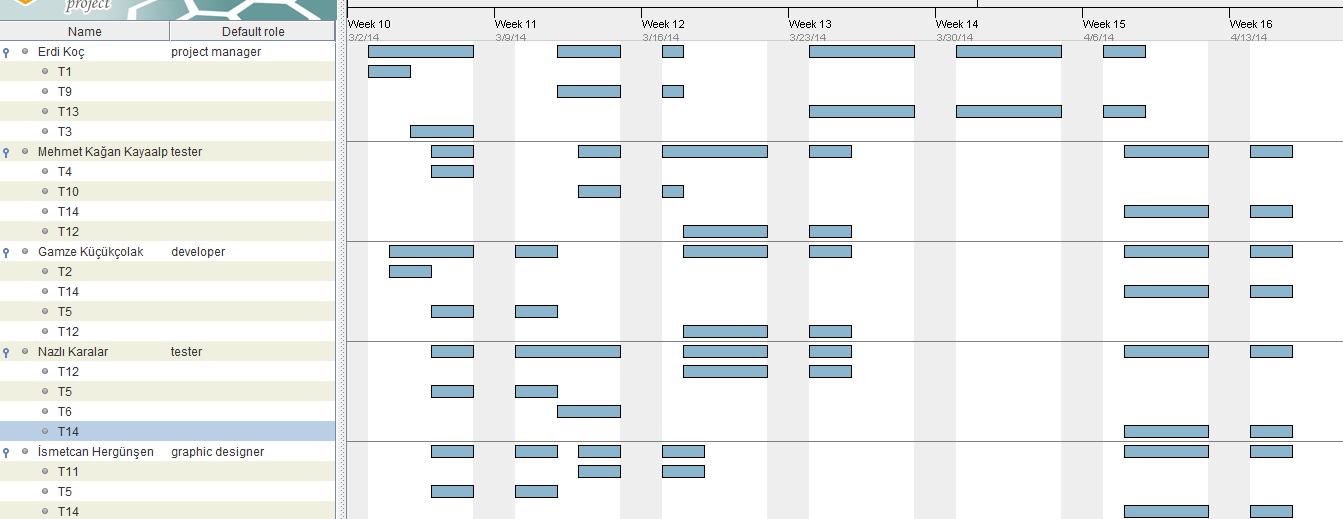 project
Week 10 Week 11 Week 12 Week 13 Week 14 Week 15 Week 16
Name Default role 3/2/14 3/9/14 3/16/14 3/23/14 3/30/14 4/6/14 4/13/14
Erdi Koç project manager
T1
T9
T13
T3
Mehmet Kağan Kayaalp tester
T4
T10
T14
T12
Gamze Küçükçolak developer
T2
T14
T5
T12
Nazlı Karalar tester
T12
T5
T6
T14
İsmetcan Hergünşen graphic designer
T11
T5
T14